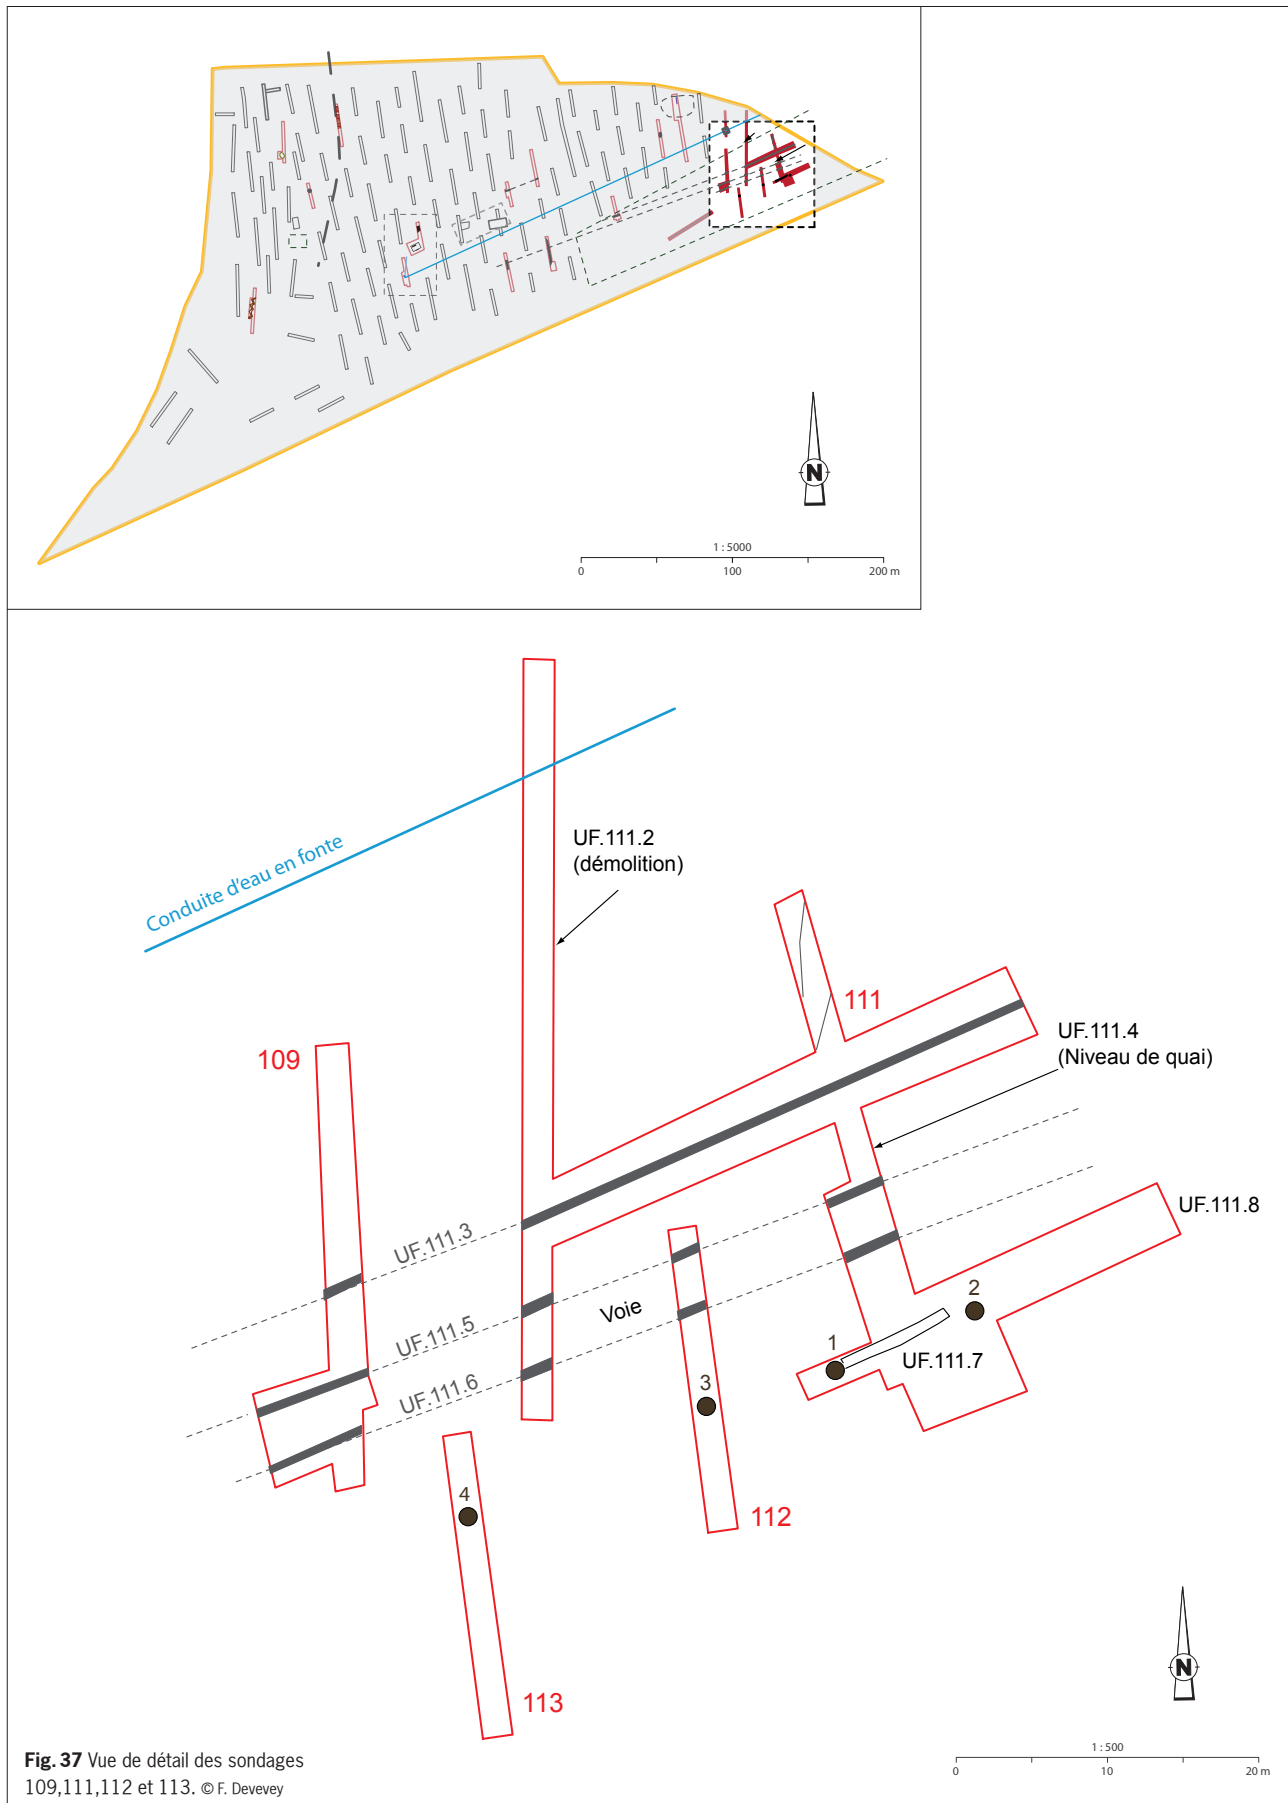 N
1 : 5000
0 100 200 m
Conduite d'eau en fonte
UF.111.2
(démolition)
111
109
UF.111.4
(Niveau de quai)
UF.111.3
UF.111.8
UF.111.5
Voie
2
1
UF.111.7
UF.111.6
3
4
112
113
N
Fig. 37 Vue de détail des sondages
109,111,112 et 113. © F. Devevey
1 : 500
0 10 20 m